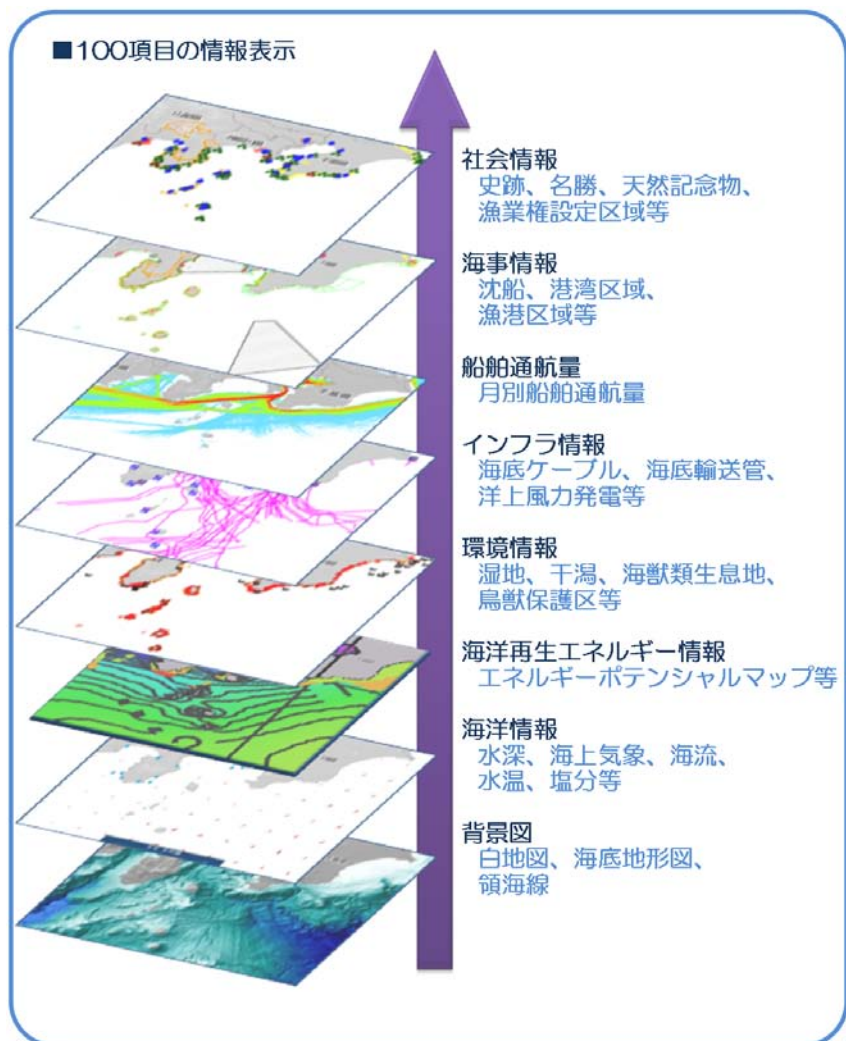 ■100項目の情報表示
社会情報
史跡、名勝、天然記念物、
漁業権設定区域等
海事情報
沈船、港湾区域、
漁港区域等
船舶通航量
月別船舶通航量
インフラ情報
海底ケーブル、海底輸送管、
洋上風力発電等
環境情報
湿地、干潟、海獣類生息地、
鳥獣保護区等
海洋再生エネルギー情報
エネルギーポテンシャルマップ等
海洋情報
水深、海上気象、海流、
水温、塩分等
背景図
白地図、海底地形図、
領海線